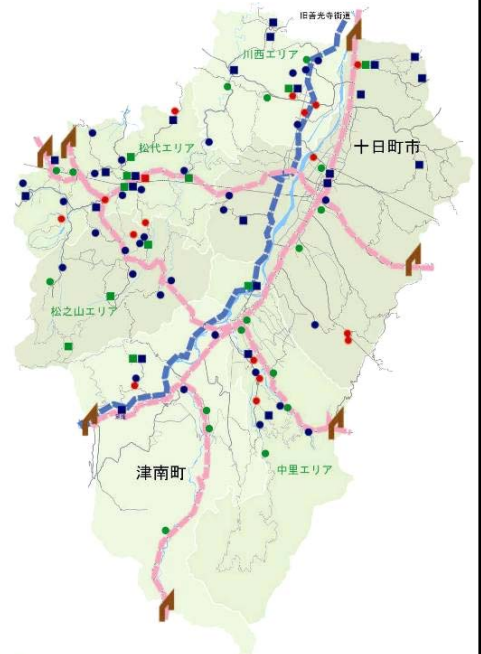 旧善光寺街道
川西エリア
十日町市
松代エリア
松之山エリア
津南町
中里エリア